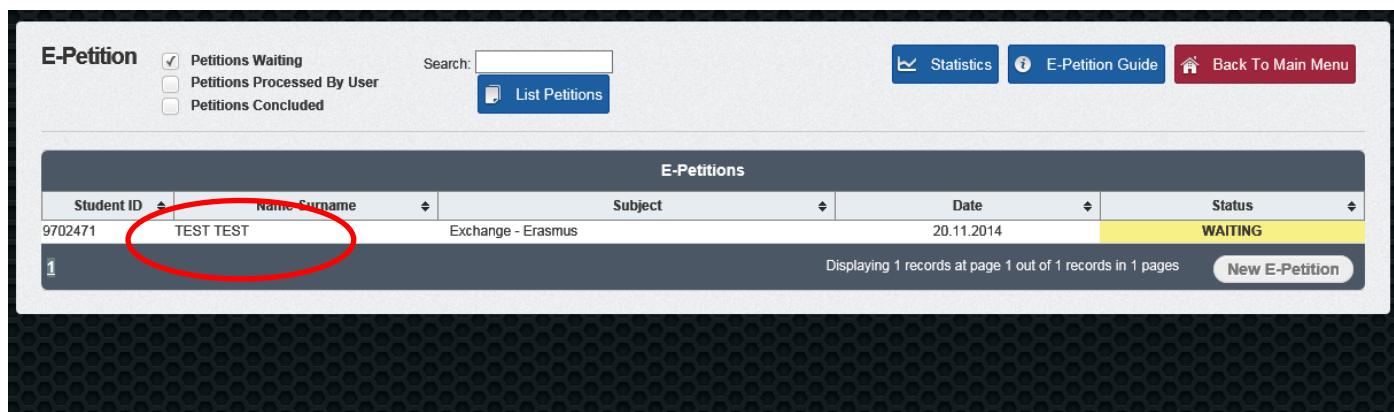 E-Petition
Petitions Waiting
Petitions Processed By User
Petitions Concluded
Search:
List Petitions
Statistics
E-Petition Guide
Back To Main Menu
E-Petitions
Student ID Name Surname Subject Date Status
9702471 TEST TEST Exchange - Erasmus 20.11.2014 WAITING
1 Displaying 1 records at page 1 out of 1 records in 1 pages New E-Petition